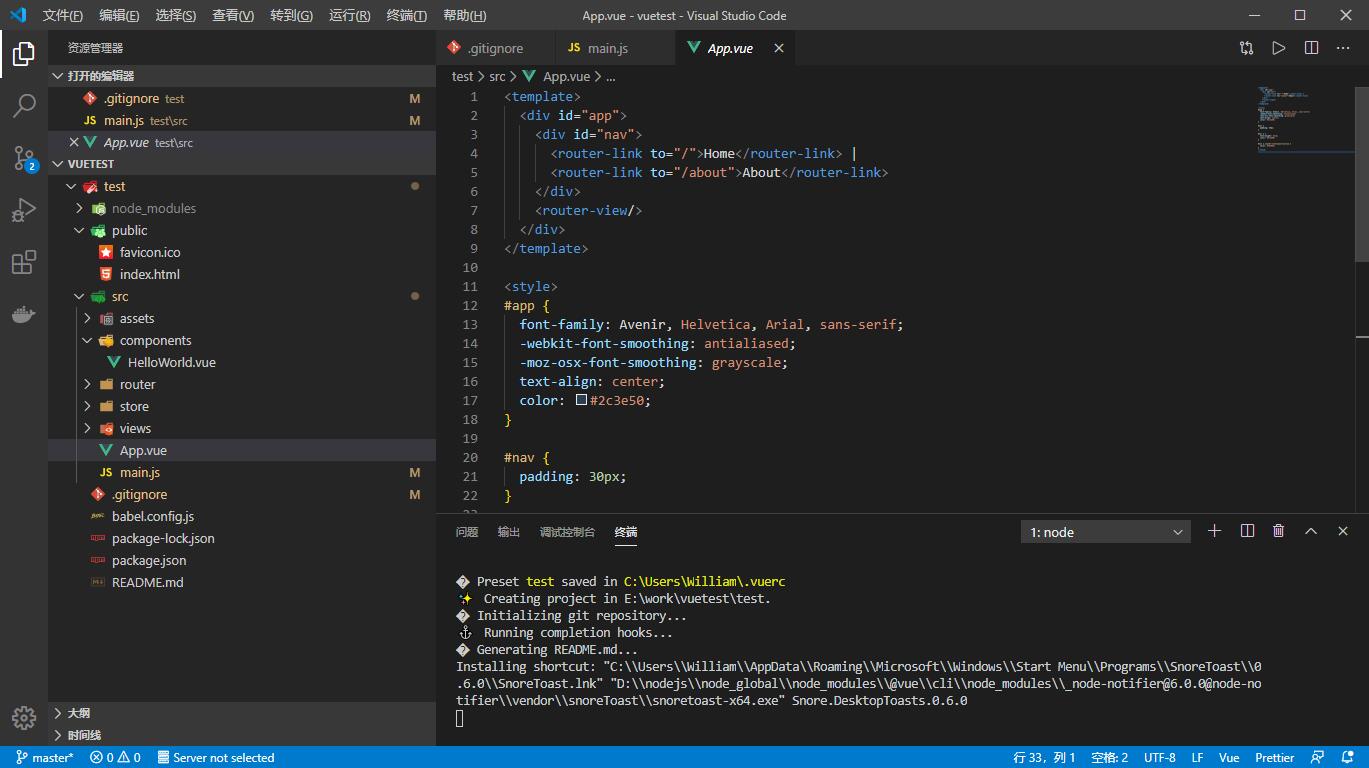 文件(F) 编辑(E) 选择(S) 查看(V) 转到(G) 运行(R) 终端(T) 帮助(H) App.vue - vuetest - Visual Studio Code
资源管理器
打开的编辑器
.gitignore test M
JS main.js test\src M
App.vue test\src
VUETEST
test
node_modules
public
favicon.ico
index.html
src
assets
components
HelloWorld.vue
router
store
views
App.vue
JS main.js M
.gitignore M
babel.config.js
package-lock.json
package.json
README.md
大纲
时间线
2
.gitignore JS main.js App.vue
test > src > App.vue > ...
1 <template>
2 <div id="app">
3 <div id="nav">
4 <router-link to="/">Home</router-link> |
5 <router-link to="/about">About</router-link>
6 </div>
7 <router-view/>
8 </div>
9 </template>
10
11 <style>
12 #app {
13 font-family: Avenir, Helvetica, Arial, sans-serif;
14 -webkit-font-smoothing: antialiased;
15 -moz-osx-font-smoothing: grayscale;
16 text-align: center;
17 color: #2c3e50;
18 }
19
20 #nav {
21 padding: 30px;
22 }
问题 输出 调试控制台 终端 1: node
� Preset test saved in C:\Users\William\.vuerc
✨ Creating project in E:\work\vuetest\test.
� Initializing git repository...
⚓ Running completion hooks...
� Generating README.md...
Installing shortcut: "C:\\Users\\William\\AppData\\Roaming\\Microsoft\\Windows\\Start Menu\\Programs\\SnoreToast\\0
.6.0\\SnoreToast.lnk" "D:\\nodejs\\node_global\\node_modules\\@vue\\cli\\node_modules\\_node-notifier@6.0.0@node-no
tifier\\vendor\\snoreToast\\snoretoast-x64.exe" Snore.DesktopToasts.0.6.0
master* 0 0 Server not selected 行 33，列 1 空格: 2 UTF-8 LF Vue Prettier